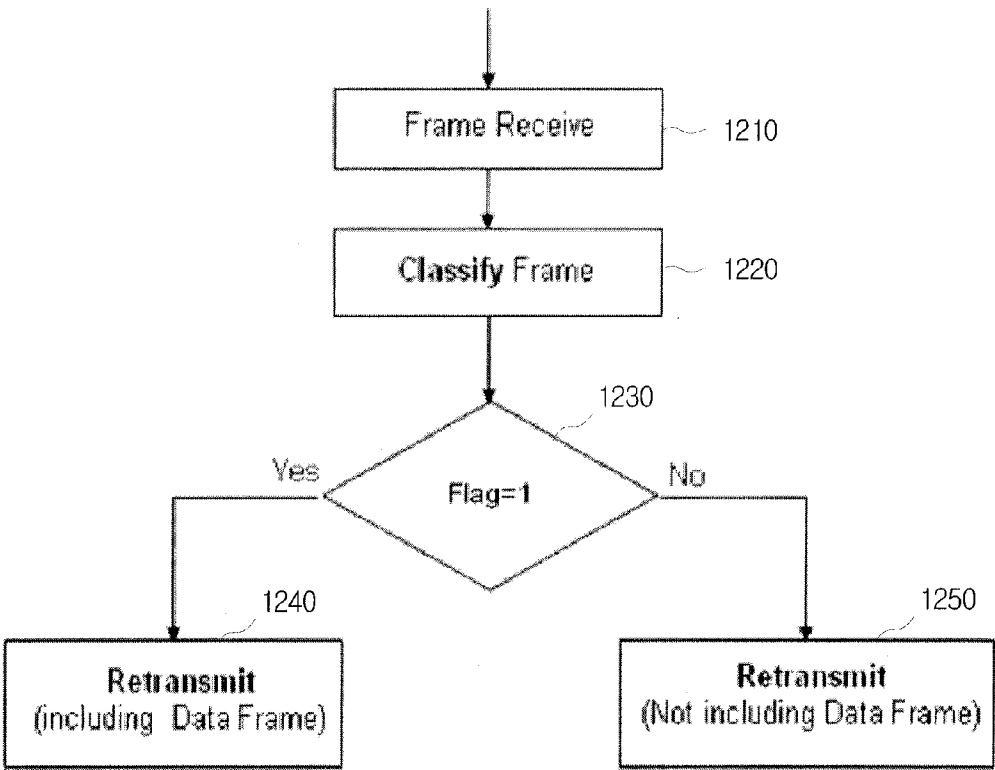 Frame Receive
1210
Classify Frame
1220
1230
Yes
Flag=1
No
1240
1250
Retransmit
(including Data Frame)
Retransmit
(Not including Data Frame)